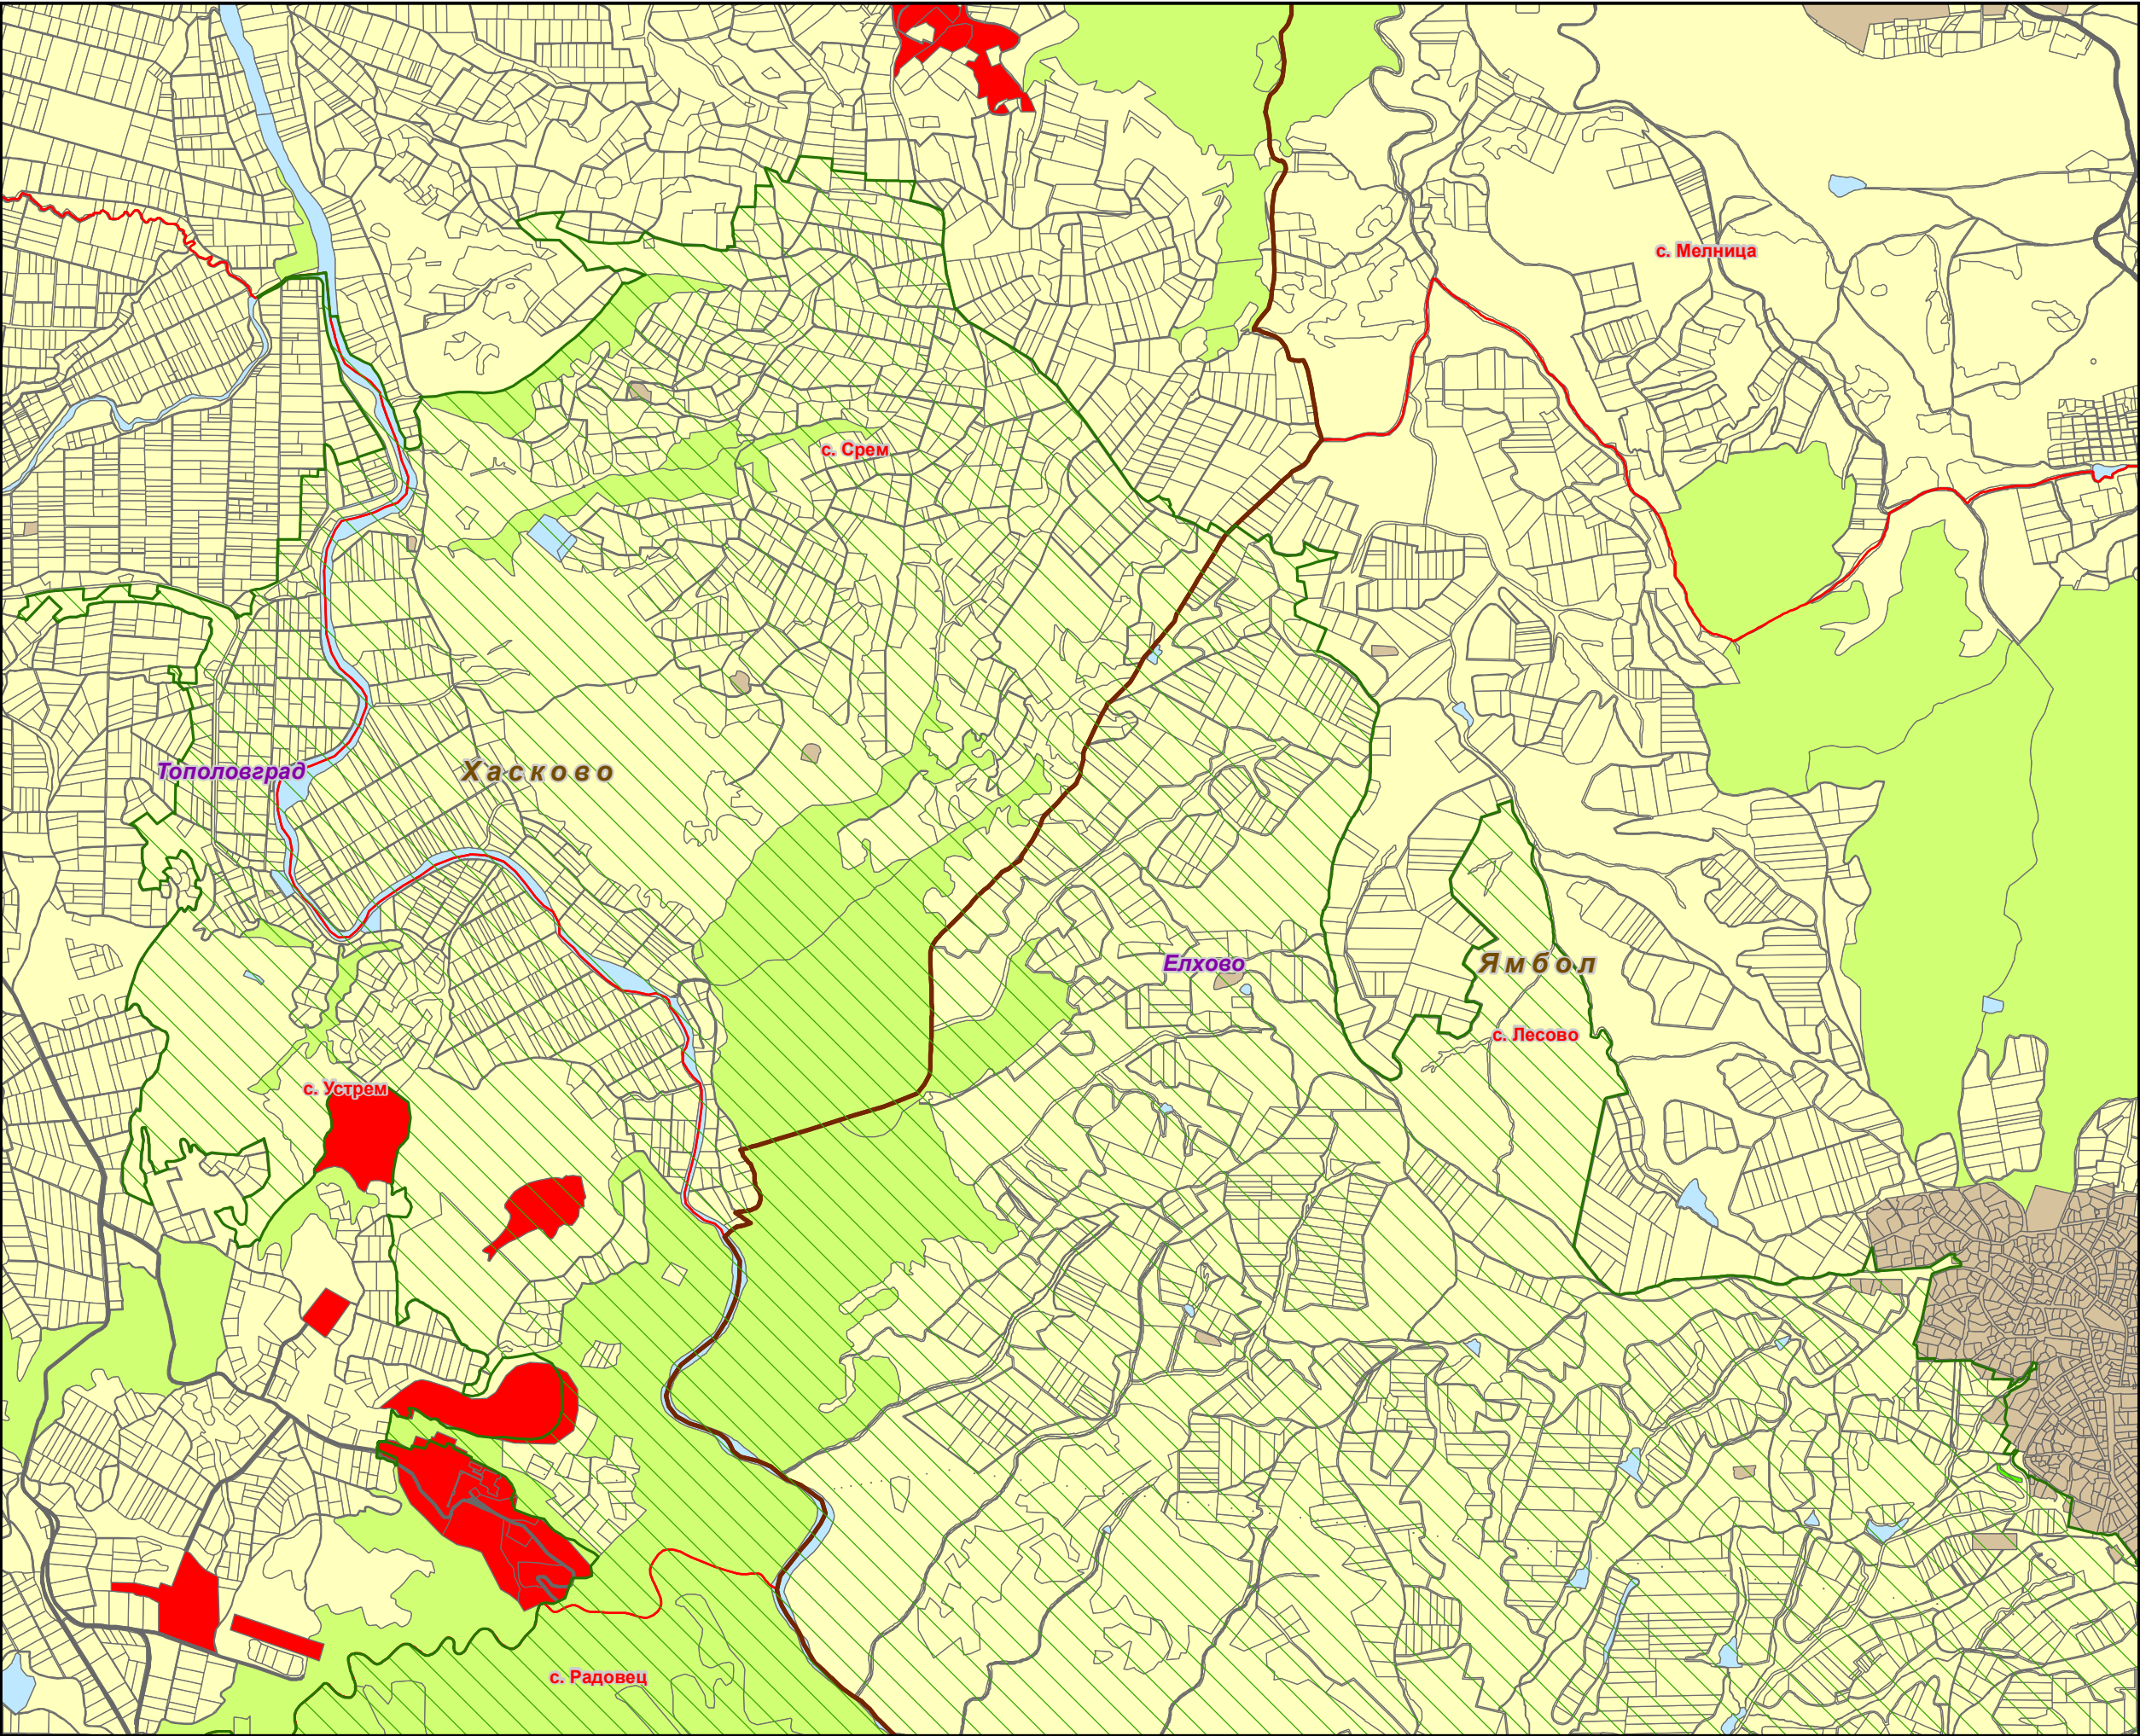 с. Мелница
с. Срем
Тополовград
Хасково
Елхово
Ямбол
с. Лесово
с. Устрем
с. Радовец